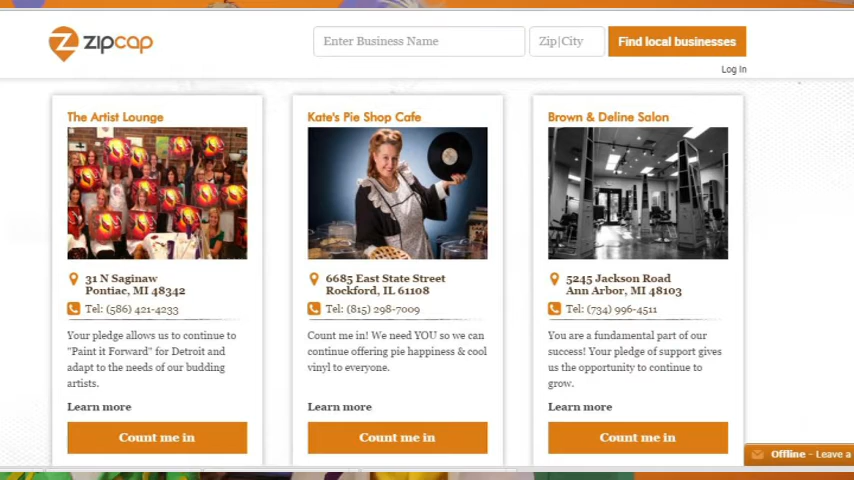 zipcap
Enter Business Name
Zip|City
Find local businesses
Log In
The Artist Lounge
31 N Saginaw
Pontiac, MI 48342
Tel: (586) 421-4233
Your pledge allows us to continue to
"Paint it Forward" for Detroit and
adapt to the needs of our budding
artists.
Learn more
Count me in
Kate's Pie Shop Cafe
6685 East State Street
Rockford, IL 61108
Tel: (815) 298-7009
Count me in! We need YOU so we can
continue offering pie happiness & cool
vinyl to everyone.
Learn more
Count me in
Brown & Deline Salon
5245 Jackson Road
Ann Arbor, MI 48103
Tel: (734) 996-4511
You are a fundamental part of our
success! Your pledge of support gives
us the opportunity to continue to
grow.
Learn more
Count me in
Offline – Leave a